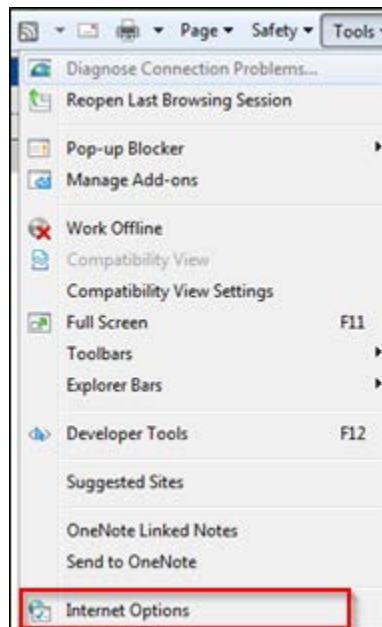 Page Safety Tools
Diagnose Connection Problems...
Reopen Last Browsing Session
Pop-up Blocker
Manage Add-ons
Work Offline
Compatibility View
Compatibility View Settings
Full Screen F11
Toolbars
Explorer Bars
Developer Tools F12
Suggested Sites
OneNote Linked Notes
Send to OneNote
Internet Options